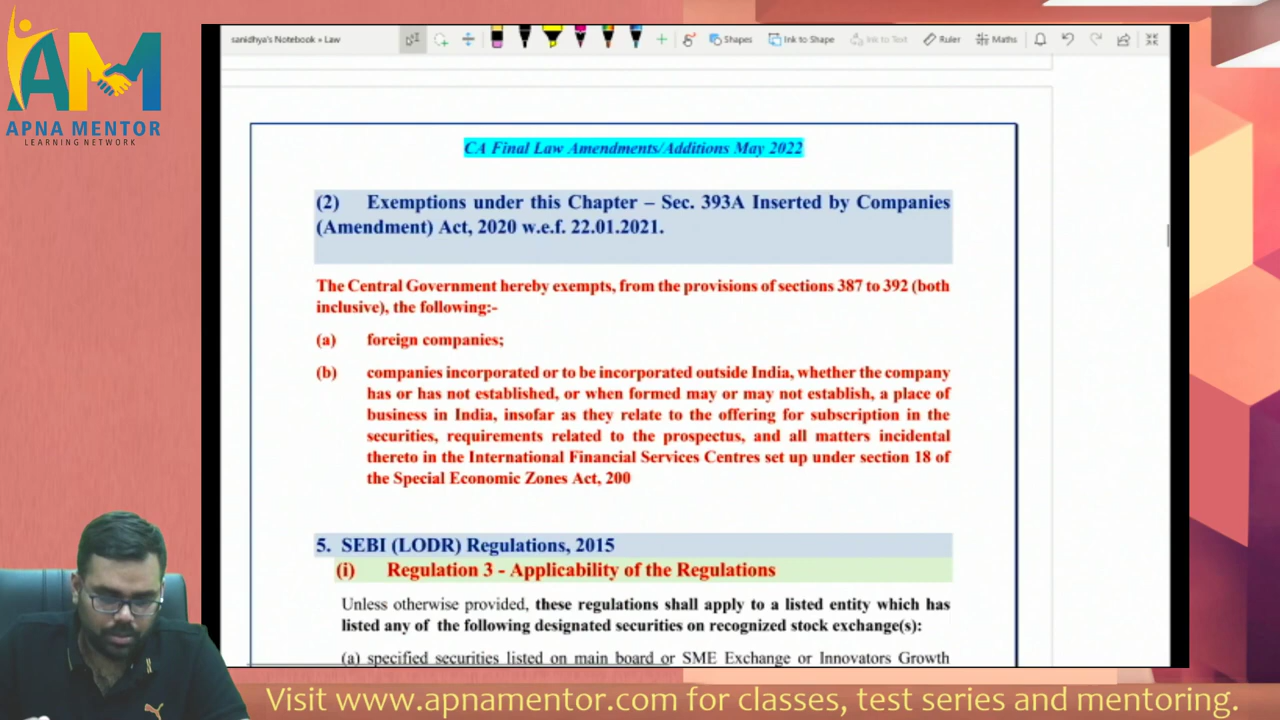 AM
APNA MENTOR
LEARNING NETWORK
sanidhya's Notebook » Law
Shapes
Ink to Shape
Ink to Text
Ruler
Maths
CA Final Law Amendments/Additions May 2022
(2) Exemptions under this Chapter – Sec. 393A Inserted by Companies
(Amendment) Act, 2020 w.e.f. 22.01.2021.
The Central Government hereby exempts, from the provisions of sections 387 to 392 (both
inclusive), the following:-
(a) foreign companies;
(b) companies incorporated or to be incorporated outside India, whether the company
has or has not established, or when formed may or may not establish, a place of
business in India, insofar as they relate to the offering for subscription in the
securities, requirements related to the prospectus, and all matters incidental
thereto in the International Financial Services Centres set up under section 18 of
the Special Economic Zones Act, 200
5. SEBI (LODR) Regulations, 2015
(i) Regulation 3 - Applicability of the Regulations
Unless otherwise provided, these regulations shall apply to a listed entity which has
listed any of the following designated securities on recognized stock exchange(s):
(a) specified securities listed on main board or SME Exchange or Innovators Growth
Visit www.apnamentor.com for classes, test series and mentoring.